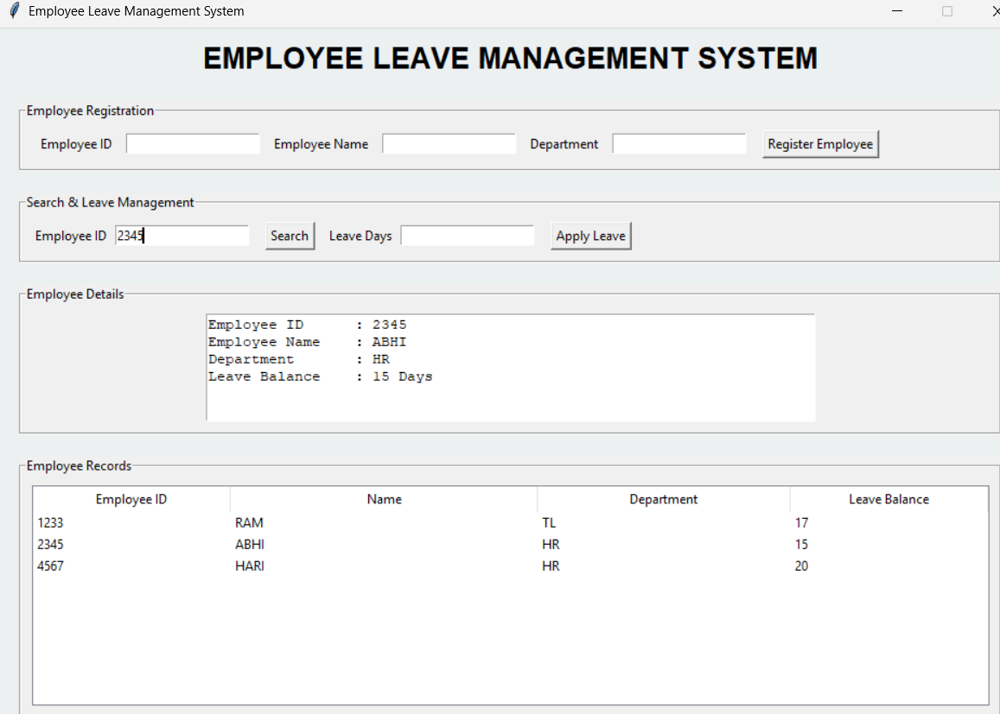 Employee Leave Management System
EMPLOYEE LEAVE MANAGEMENT SYSTEM
Employee Registration
Employee ID Employee Name Department Register Employee
Search & Leave Management
Employee ID 2345 Search Leave Days Apply Leave
Employee Details
Employee ID : 2345
Employee Name : ABHI
Department : HR
Leave Balance : 15 Days
Employee Records
Employee ID Name Department Leave Balance
1233 RAM TL 17
2345 ABHI HR 15
4567 HARI HR 20